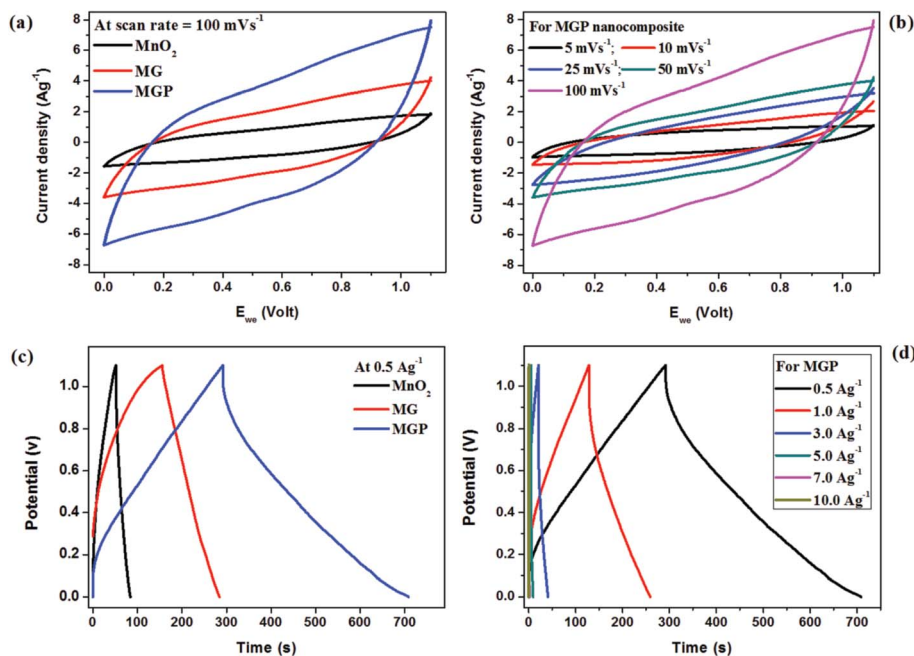 (a)
At scan rate = 100 mVs⁻¹
MnO₂
MG
MGP
8
6
4
2
0
-2
-4
-6
-8
Current density (Ag⁻¹)
0.0 0.2 0.4 0.6 0.8 1.0
E_we (Volt)
(b)
For MGP nanocomposite
5 mVs⁻¹; 10 mVs⁻¹
25 mVs⁻¹; 50 mVs⁻¹
100 mVs⁻¹
8
6
4
2
0
-2
-4
-6
-8
Current density (Ag⁻¹)
0.0 0.2 0.4 0.6 0.8 1.0
E_we (Volt)
(c)
At 0.5 Ag⁻¹
MnO₂
MG
MGP
1.0
0.8
0.6
0.4
0.2
0.0
Potential (v)
0 100 200 300 400 500 600 700
Time (s)
(d)
For MGP
0.5 Ag⁻¹
1.0 Ag⁻¹
3.0 Ag⁻¹
5.0 Ag⁻¹
7.0 Ag⁻¹
10.0 Ag⁻¹
1.0
0.8
0.6
0.4
0.2
0.0
Potential (V)
0 100 200 300 400 500 600 700
Time (s)